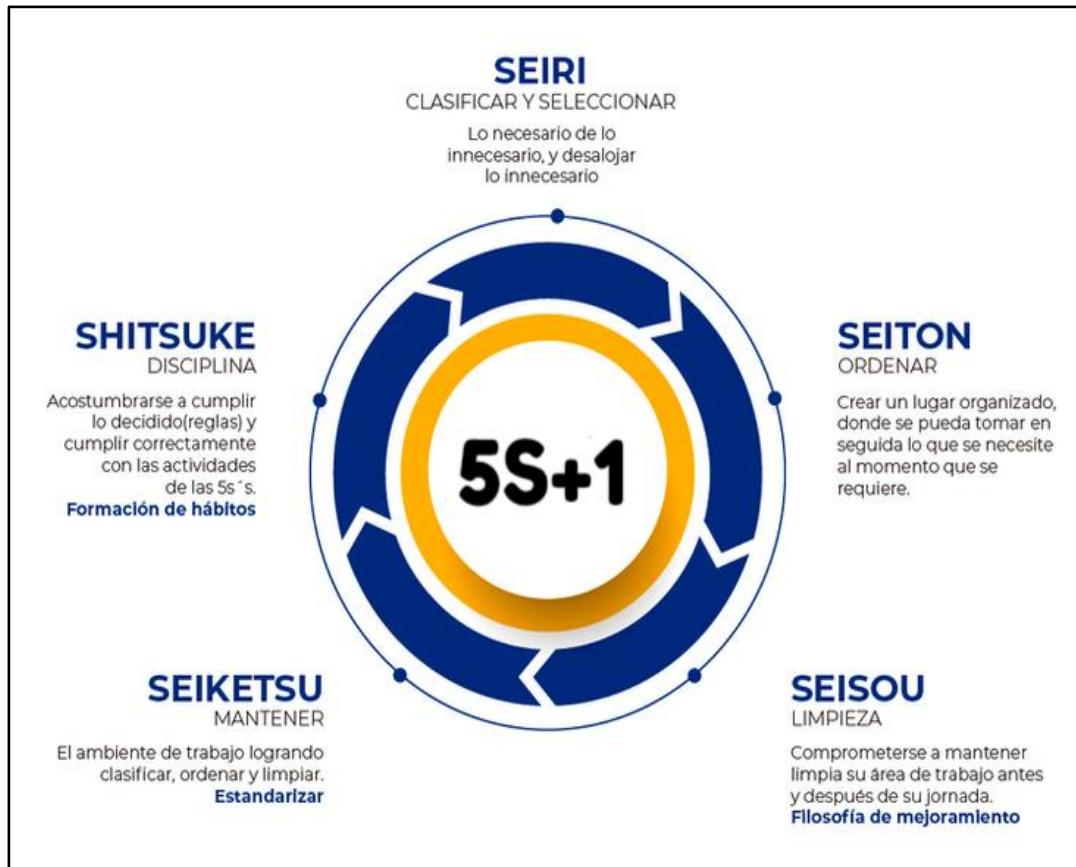 SEIRI
CLASIFICAR Y SELECCIONAR
Lo necesario de lo
innecesario, y desalojar
lo innecesario
SHITSUKE
DISCIPLINA
Acostumbrarse a cumplir
lo decidido(reglas) y
cumplir correctamente
con las actividades
de las 5s´s.
Formación de hábitos
SEITON
ORDENAR
Crear un lugar organizado,
donde se pueda tomar en
seguida lo que se necesite
al momento que se
requiere.
5S+1
SEIKETSU
MANTENER
El ambiente de trabajo logrando
clasificar, ordenar y limpiar.
Estandarizar
SEISOU
LIMPIEZA
Comprometerse a mantener
limpia su área de trabajo antes
y después de su jornada.
Filosofía de mejoramiento